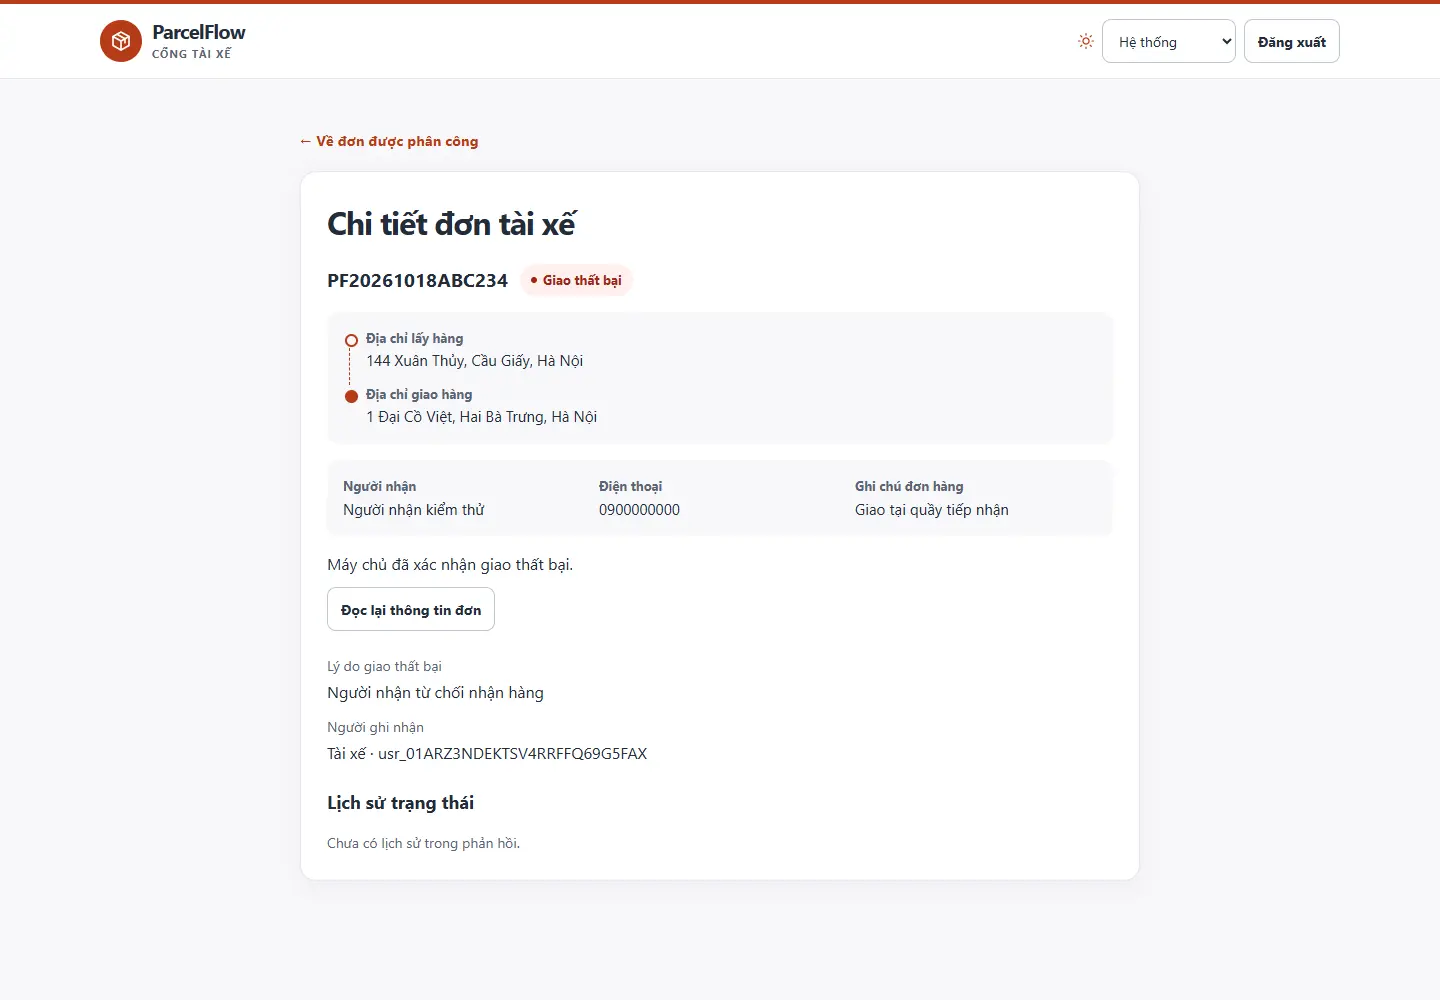 ParcelFlow
CỔNG TÀI XẾ
Hệ thống
Đăng xuất
← Về đơn được phân công
Chi tiết đơn tài xế
PF20261018ABC234
Giao thất bại
Địa chỉ lấy hàng
144 Xuân Thủy, Cầu Giấy, Hà Nội
Địa chỉ giao hàng
1 Đại Cồ Việt, Hai Bà Trưng, Hà Nội
Người nhận
Điện thoại
Ghi chú đơn hàng
Người nhận kiểm thử
0900000000
Giao tại quầy tiếp nhận
Máy chủ đã xác nhận giao thất bại.
Đọc lại thông tin đơn
Lý do giao thất bại
Người nhận từ chối nhận hàng
Người ghi nhận
Tài xế · usr_01ARZ3NDEKTSV4RRFFQ69G5FAX
Lịch sử trạng thái
Chưa có lịch sử trong phản hồi.